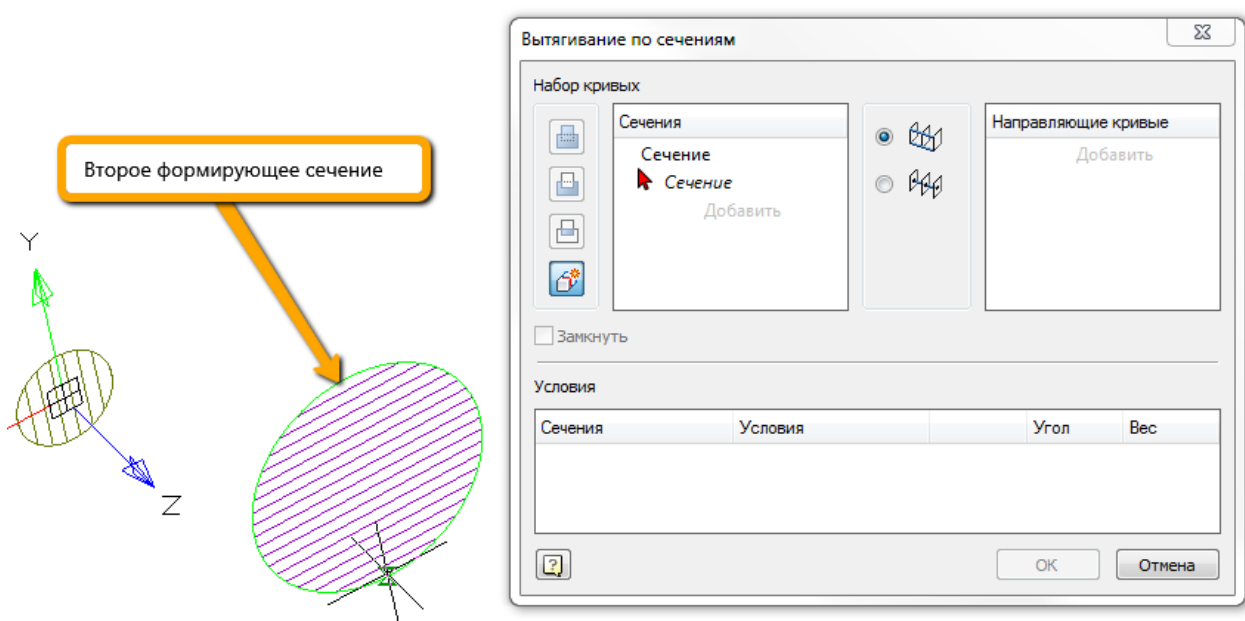 Вытягивание по сечениям
Набор кривых
Сечения
Сечение
Сечение
Добавить
Направляющие кривые
Добавить
Замкнуть
Условия
Сечения Условия Угол Вес
ОК Отмена
Второе формирующее сечение
Y
Z